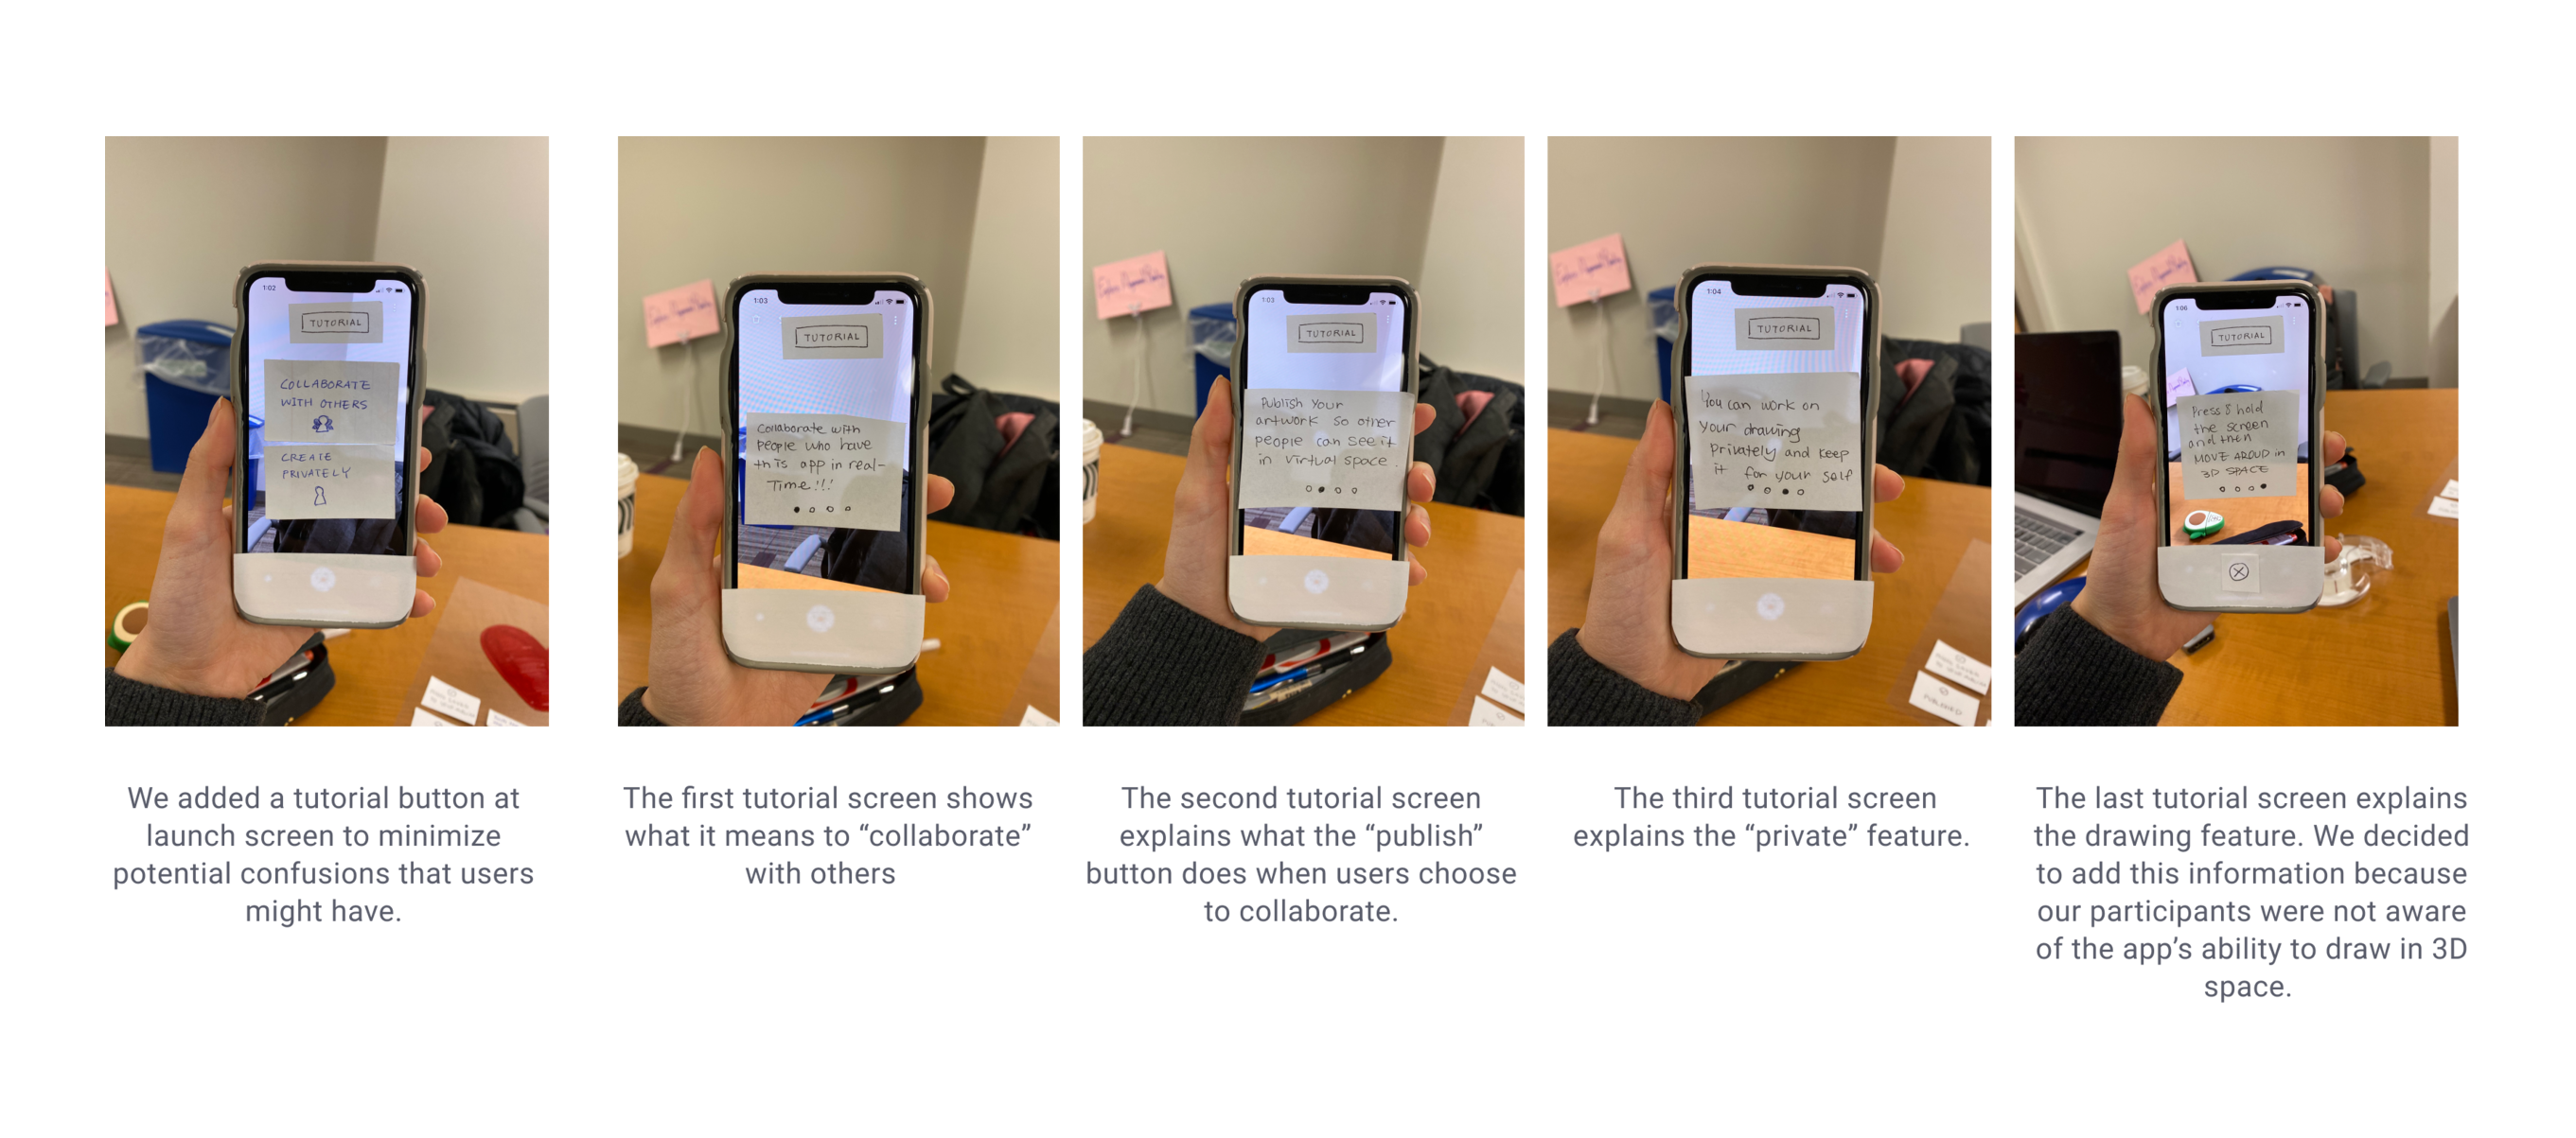 1:02
TUTORIAL
COLLABORATE
WITH OTHERS
CREATE
PRIVATELY
1:03
TUTORIAL
Collaborate with
people who have
this app in real-
Time!!!
1:03
TUTORIAL
Publish Your
artwork so other
people can see it
in virtual space.
1:04
TUTORIAL
You can work on
your drawing
privately and keep
it for your self
PUBLISHED
1:06
TUTORIAL
Press & hold
the screen
and then
MOVE AROUD in
3D SPACE
We added a tutorial button at
launch screen to minimize
potential confusions that users
might have.
The first tutorial screen shows
what it means to “collaborate”
with others
The second tutorial screen
explains what the “publish”
button does when users choose
to collaborate.
The third tutorial screen
explains the “private” feature.
The last tutorial screen explains
the drawing feature. We decided
to add this information because
our participants were not aware
of the app’s ability to draw in 3D
space.